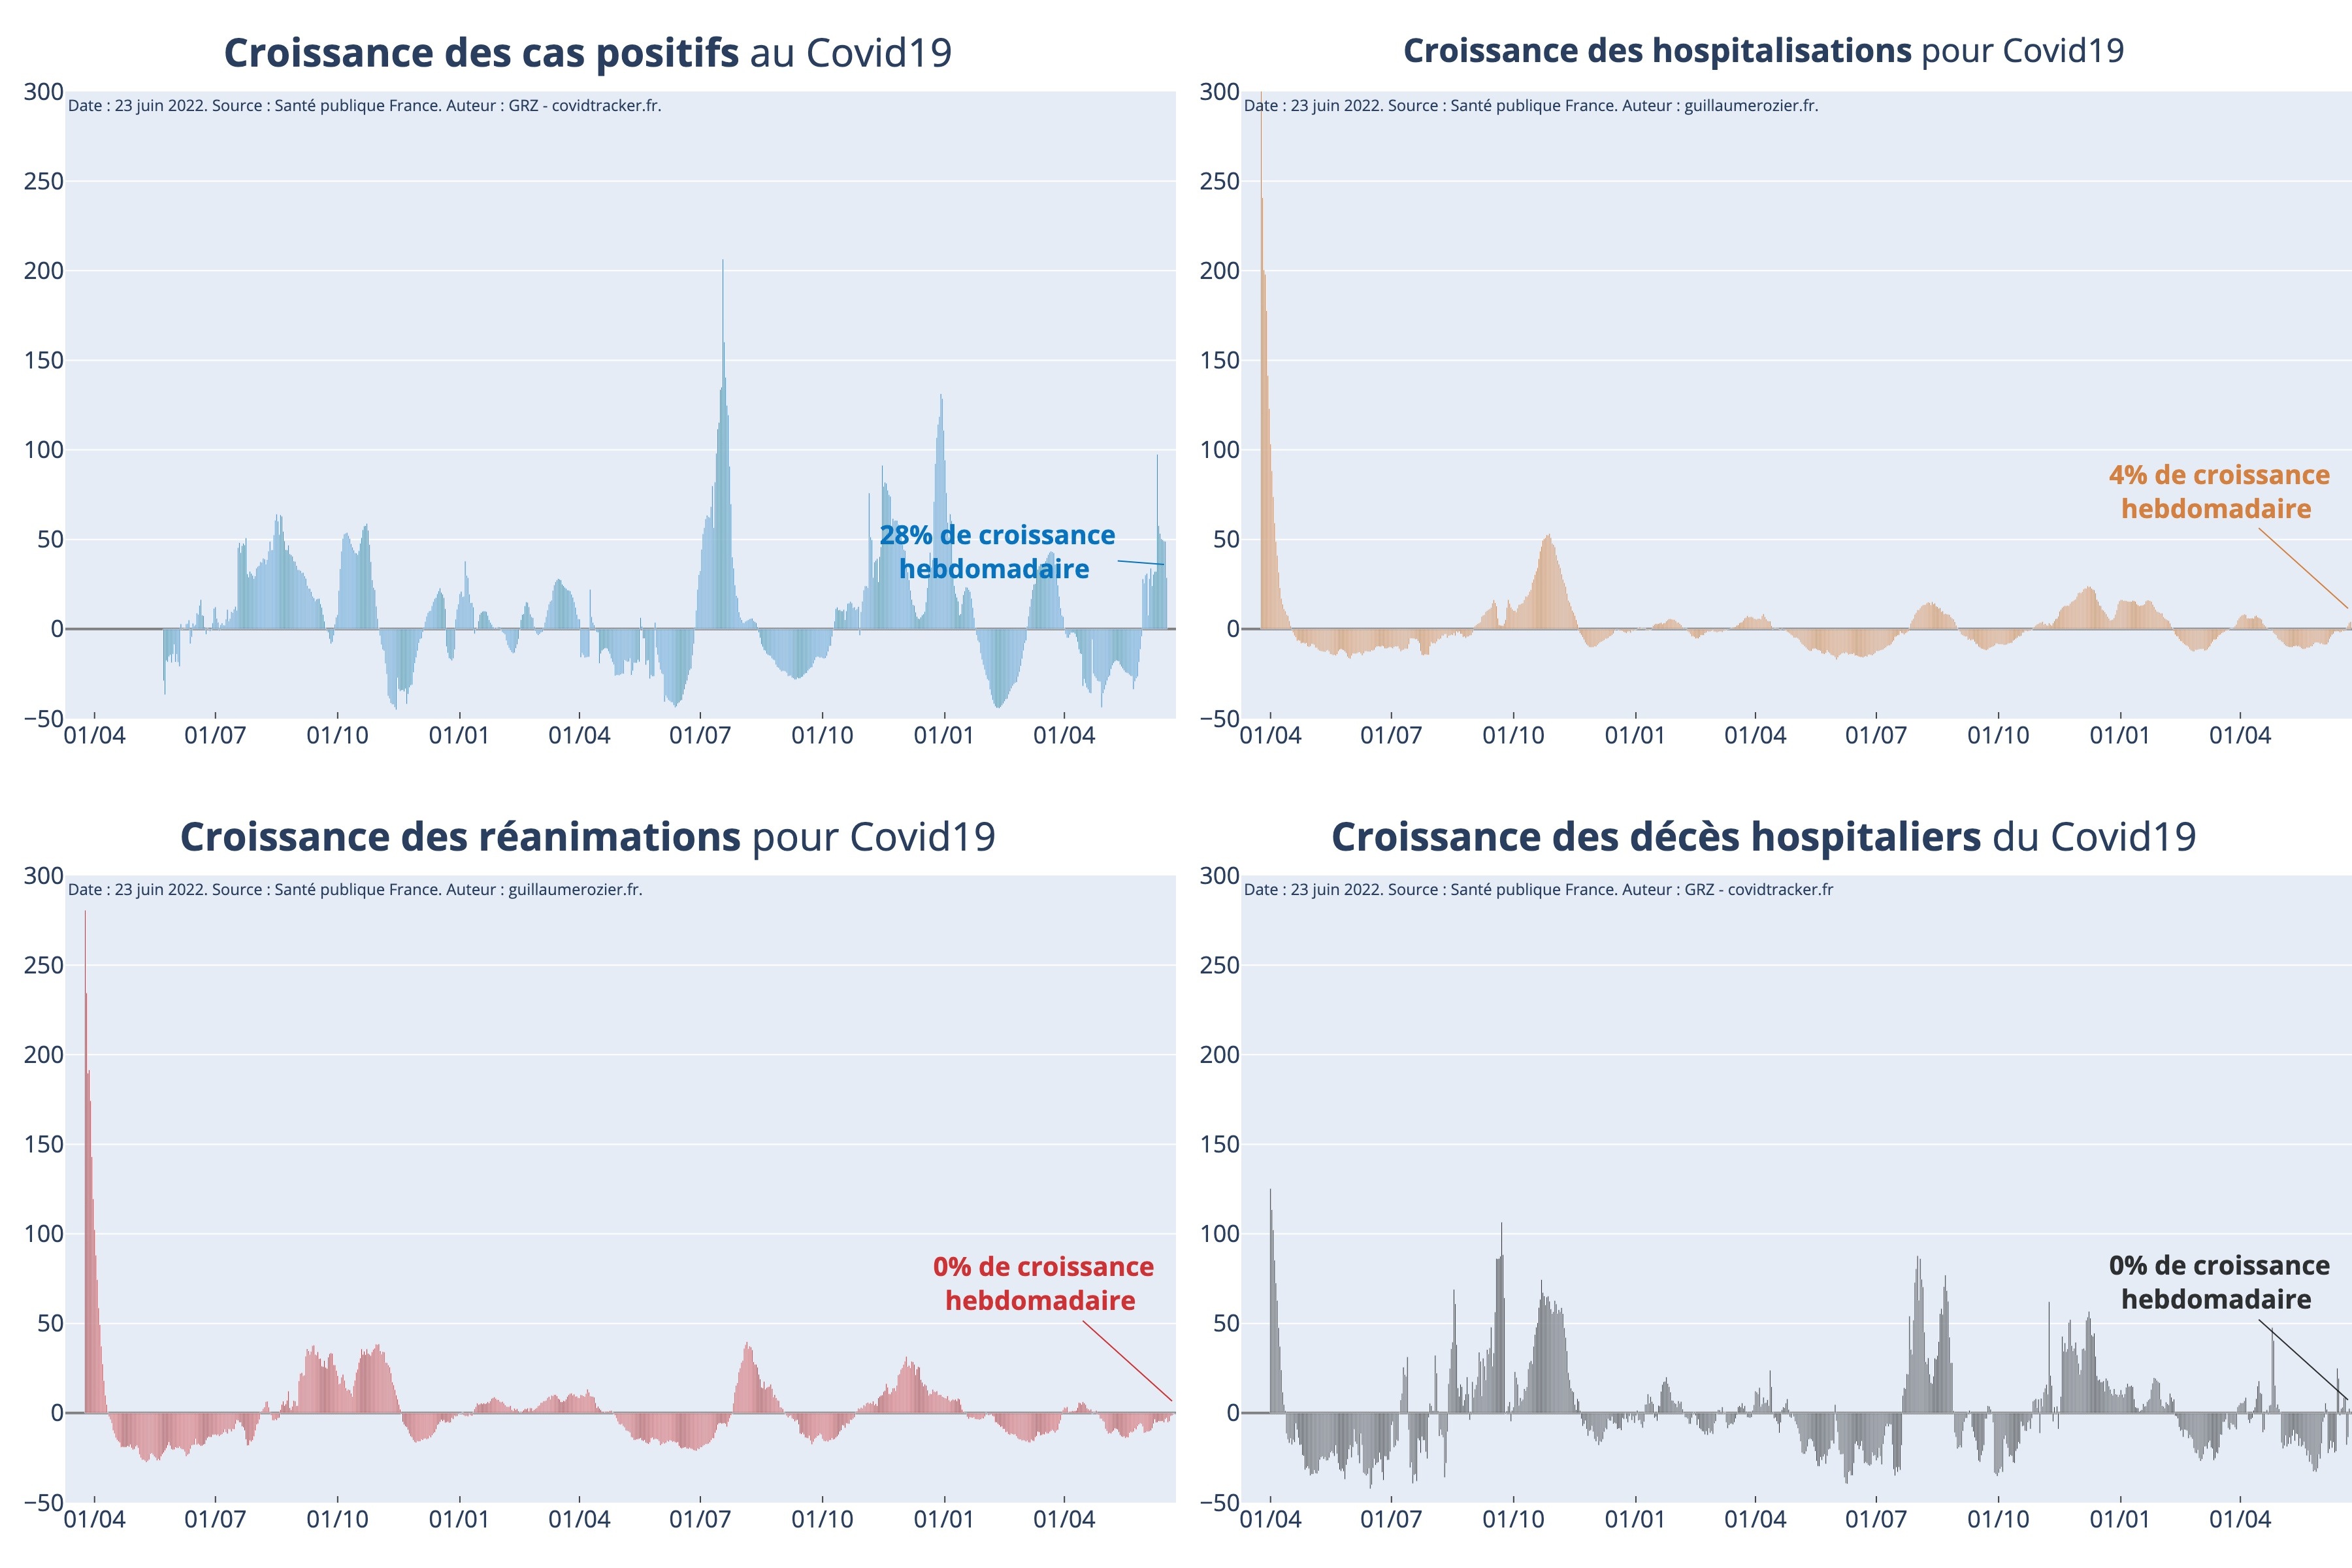 Croissance des cas positifs au Covid19
Date : 23 juin 2022. Source : Santé publique France. Auteur : GRZ - covidtracker.fr.
300
250
200
150
100
50
0
−50
28% de croissance
hebdomadaire
01/04 01/07 01/10 01/01 01/04 01/07 01/10 01/01 01/04
Croissance des hospitalisations pour Covid19
Date : 23 juin 2022. Source : Santé publique France. Auteur : guillaumerozier.fr.
300
250
200
150
100
50
0
−50
4% de croissance
hebdomadaire
01/04 01/07 01/10 01/01 01/04 01/07 01/10 01/01 01/04
Croissance des réanimations pour Covid19
Date : 23 juin 2022. Source : Santé publique France. Auteur : guillaumerozier.fr.
300
250
200
150
100
50
0
−50
0% de croissance
hebdomadaire
01/04 01/07 01/10 01/01 01/04 01/07 01/10 01/01 01/04
Croissance des décès hospitaliers du Covid19
Date : 23 juin 2022. Source : Santé publique France. Auteur : GRZ - covidtracker.fr
300
250
200
150
100
50
0
−50
0% de croissance
hebdomadaire
01/04 01/07 01/10 01/01 01/04 01/07 01/10 01/01 01/04